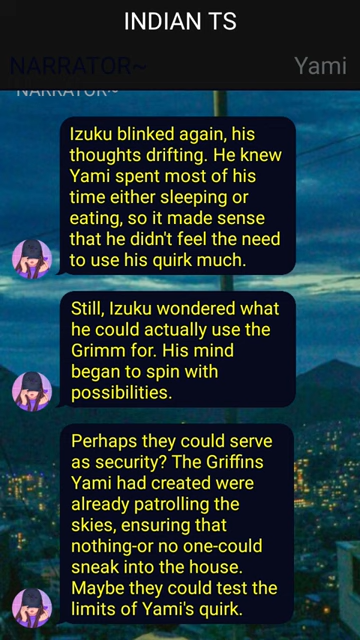 INDIAN TS
NARRATOR~
Yami
NARRATOR~
Izuku blinked again, his
thoughts drifting. He knew
Yami spent most of his
time either sleeping or
eating, so it made sense
that he didn't feel the need
to use his quirk much.
Still, Izuku wondered what
he could actually use the
Grimm for. His mind
began to spin with
possibilities.
Perhaps they could serve
as security? The Griffins
Yami had created were
already patrolling the
skies, ensuring that
nothing-or no one-could
sneak into the house.
Maybe they could test the
limits of Yami's quirk.